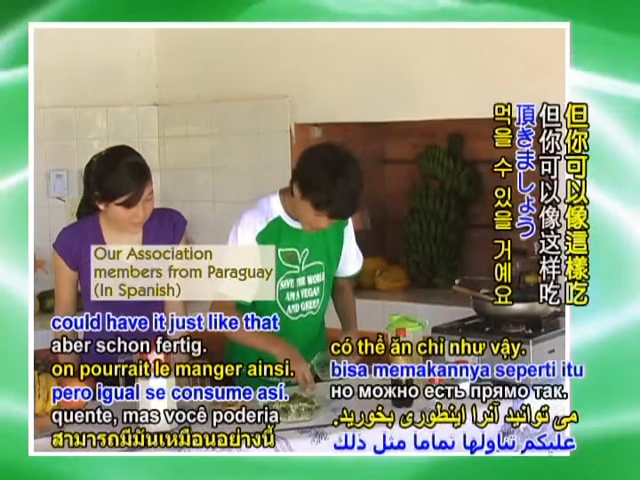 但你可以像這樣吃
但你可以像这样吃
頂きましょう
먹을 수 있을 거예요
Our Association
members from Paraguay
(In Spanish)
SAVE THE WORLD
AM A VEGAN
AND GREEN
could have it just like that
aber schon fertig.
on pourrait le manger ainsi.
pero igual se consume así.
quente, mas você poderia
สามารถมีมันเหมือนอย่างนี้
có thể ăn chỉ như vậy.
bisa memakannya seperti itu
но можно есть прямо так.
می توانید آنرا اینطوری بخورید.
عليكم تناولها تماما مثل ذلك